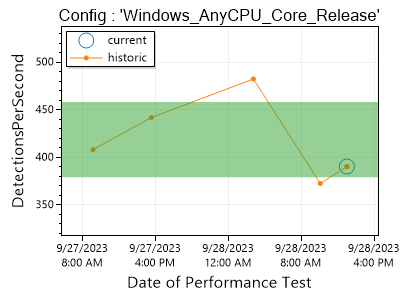 Config : 'Windows_AnyCPU_Core_Release'
current
historic
DetectionsPerSecond
500
450
400
350
9/27/2023 9/27/2023 9/28/2023 9/28/2023 9/28/2023
8:00 AM 4:00 PM 12:00 AM 8:00 AM 4:00 PM
Date of Performance Test